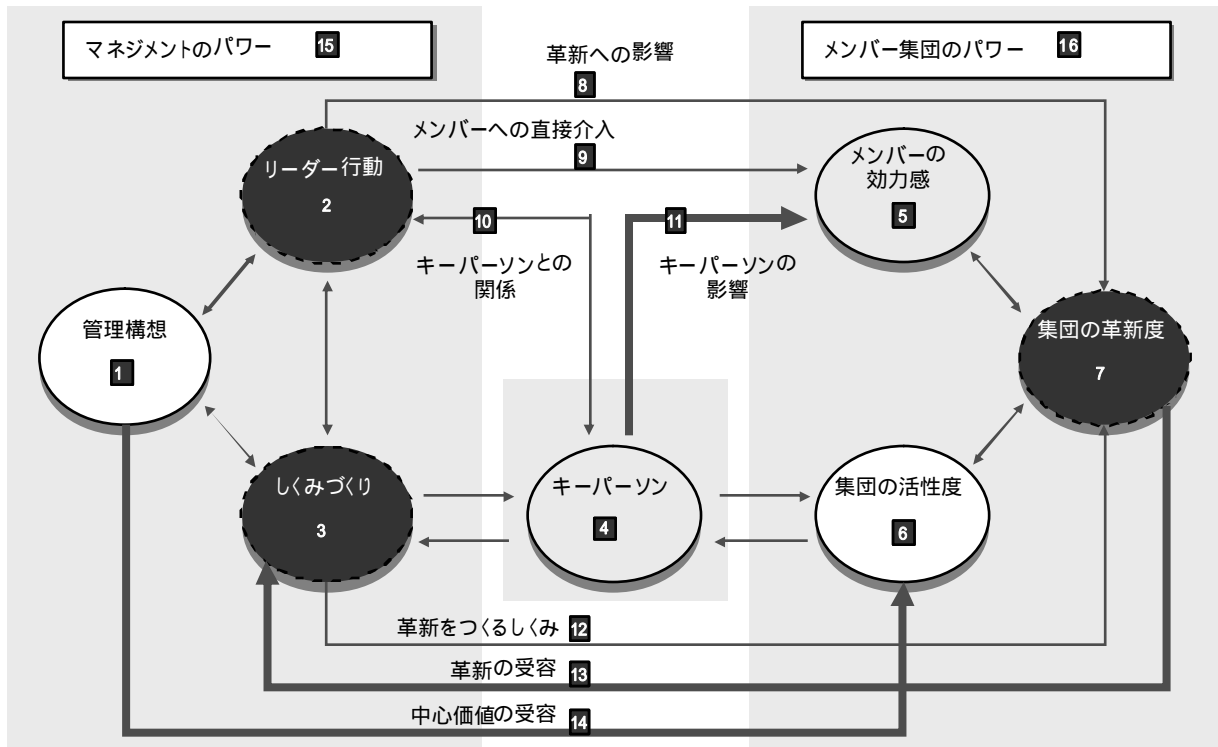 マネジメントのパワー 15
革新への影響
8
メンバー集団のパワー 16
メンバーへの直接介入
9
リーダー行動
2
メンバーの
効力感
5
10
キーパーソンとの
関係
11
キーパーソンの
影響
管理構想
1
集団の革新度
7
しくみづくり
3
キーパーソン
4
集団の活性度
6
革新をつくるしくみ 12
革新の受容 13
中心価値の受容 14